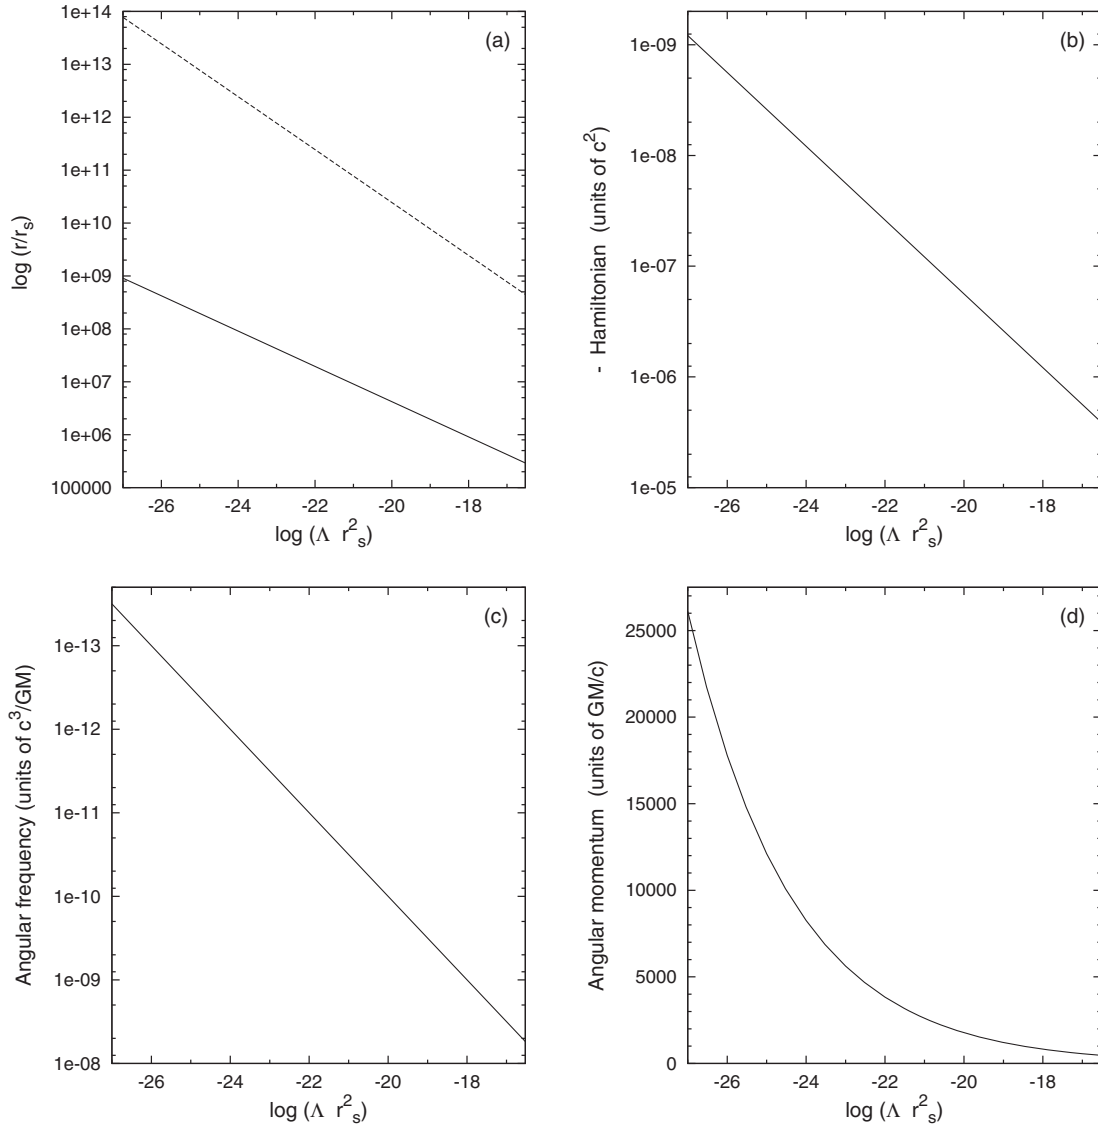 (a)
1e+14
1e+13
1e+12
1e+11
1e+10
1e+09
1e+08
1e+07
1e+06
100000
log (r/r_s)
-26 -24 -22 -20 -18
log (Λ r^2_s)
(b)
1e-09
1e-08
1e-07
1e-06
1e-05
- Hamiltonian (units of c^2)
-26 -24 -22 -20 -18
log (Λ r^2_s)
(c)
1e-13
1e-12
1e-11
1e-10
1e-09
1e-08
Angular frequency (units of c^3/GM)
-26 -24 -22 -20 -18
log (Λ r^2_s)
(d)
25000
20000
15000
10000
5000
0
Angular momentum (units of GM/c)
-26 -24 -22 -20 -18
log (Λ r^2_s)